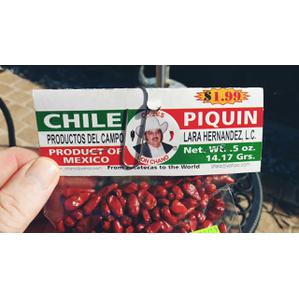 $1.99
CHILE PIQUIN
CHILES
DON CHANO
PRODUCTOS DEL CAMPO
LARA HERNANDEZ, L.C.
PRODUCT OF
MEXICO
Net. Wt. .5 oz.
14.17 Grs.
From Zacatecas to the World